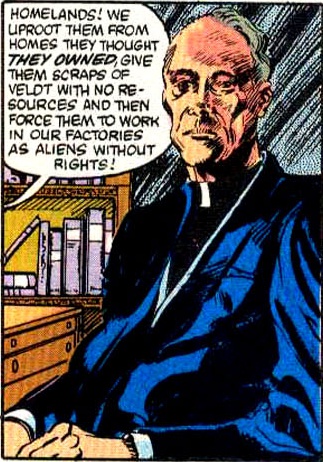 HOMELANDS! WE
UPROOT THEM FROM
HOMES THEY THOUGHT
THEY OWNED, GIVE
THEM SCRAPS OF
VELDT WITH NO RE-
SOURCES AND THEN
FORCE THEM TO WORK
IN OUR FACTORIES
AS ALIENS WITHOUT
RIGHTS!